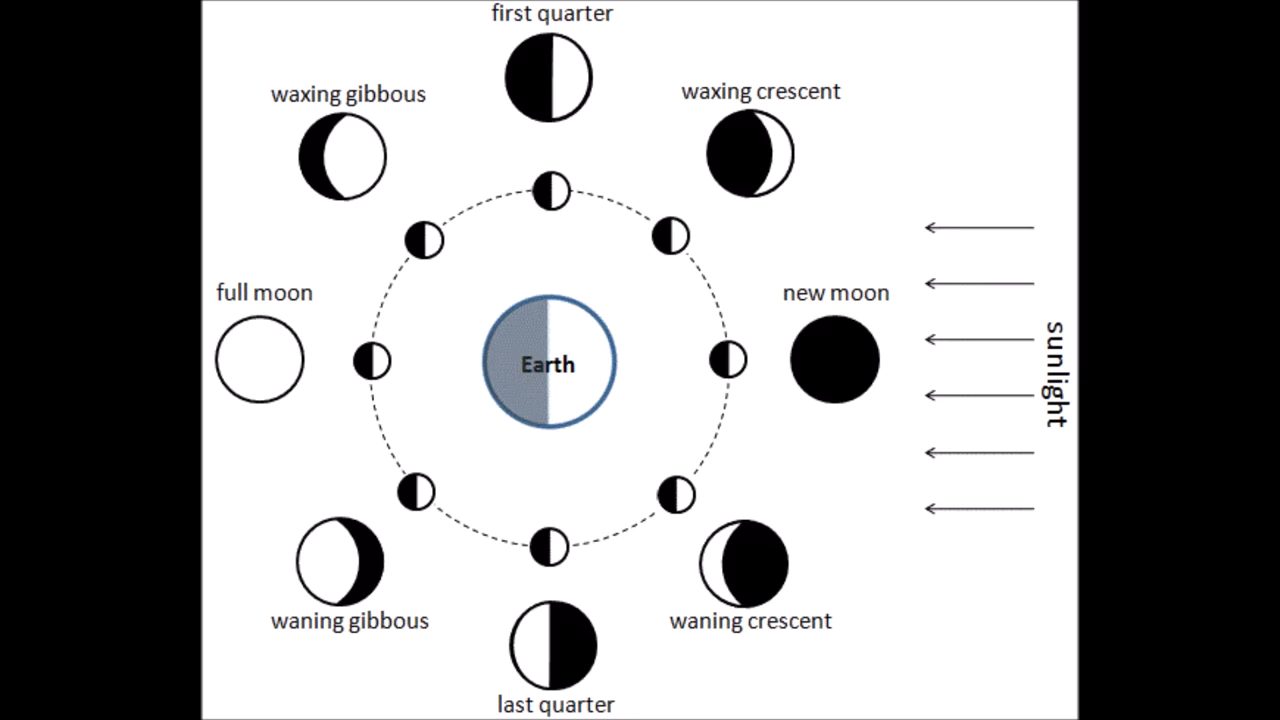 first quarter
waxing gibbous
waxing crescent
full moon
new moon
sunlight
Earth
waning gibbous
waning crescent
last quarter